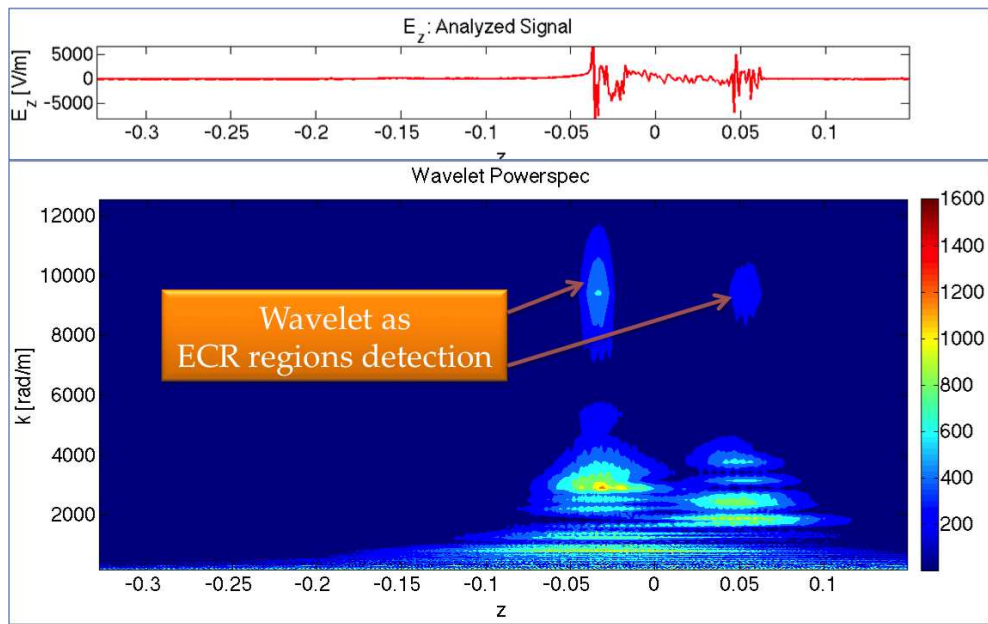 E_z: Analyzed Signal
E_z [V/m]
5000
0
-5000
-0.3 -0.25 -0.2 -0.15 -0.1 -0.05 0 0.05 0.1
z
Wavelet Powerspec
k [rad/m]
12000
10000
8000
6000
4000
2000
Wavelet as
ECR regions detection
-0.3 -0.25 -0.2 -0.15 -0.1 -0.05 0 0.05 0.1
z
1600
1400
1200
1000
800
600
400
200